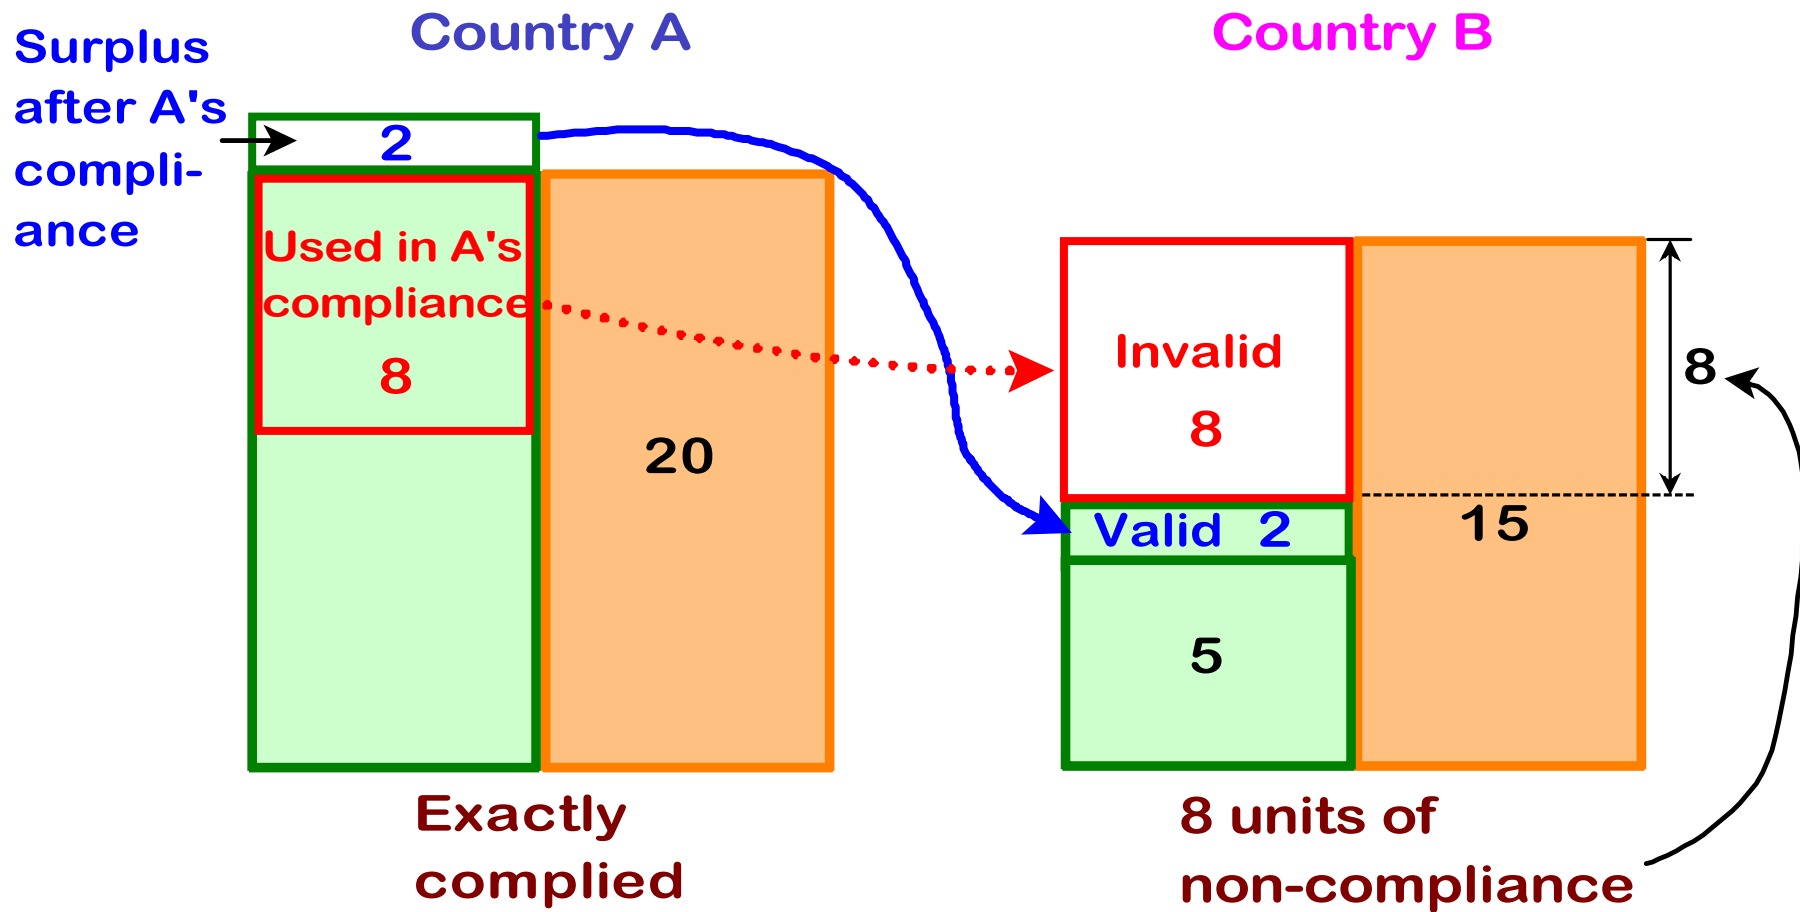 Country A
Country B
Surplus
after A's
compli-
ance
2
Used in A's
compliance
8
20
Invalid
8
8
Valid 2
15
5
Exactly
complied
8 units of
non-compliance